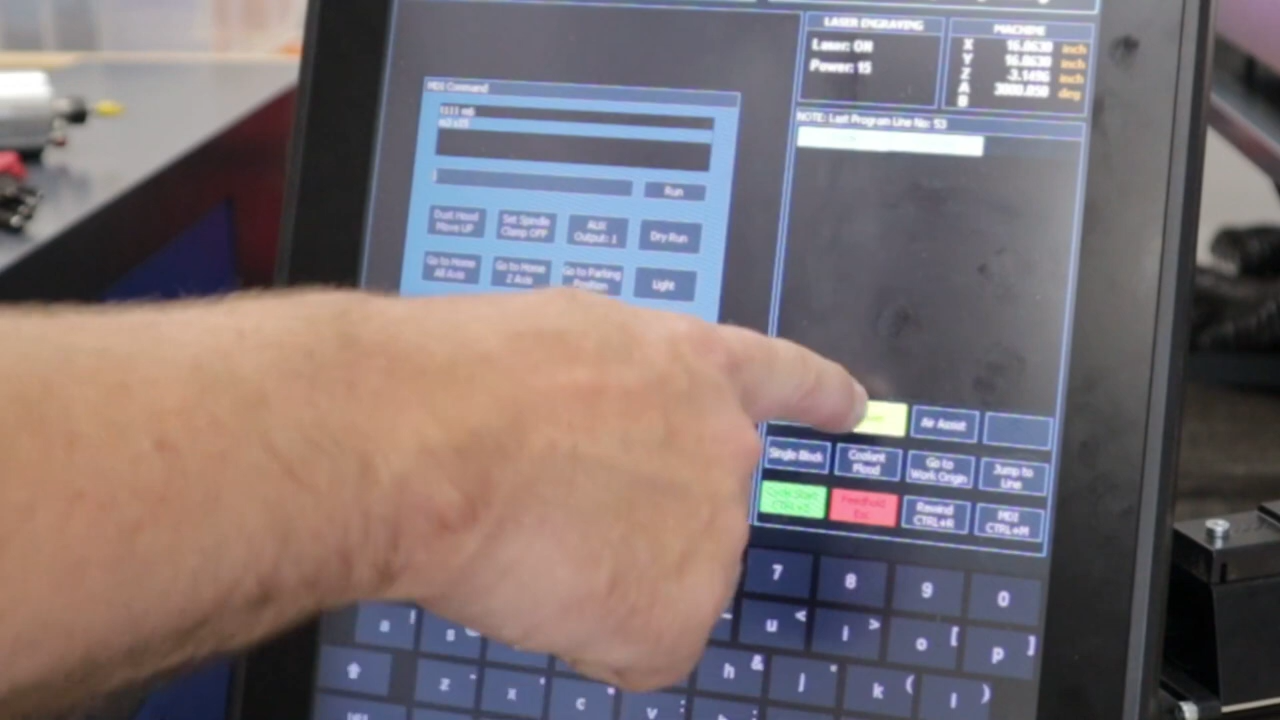 LASER ENGRAVING
Laser: ON
Power: 15
MACHINE
X 16.0630 inch
Y 16.0630 inch
Z -3.1496 inch
A 3000.050 deg
B
NOTE: Last Program Line No: 53
MDI Command
t111 m6
Run
Dust Hood Move UP
Set Spindle Clamp OFF
AUX Output: 1
Dry Run
Go to Home All Axis
Go to Home Z Axis
Go to Parking Position
Light
Air Assist
Single Block
Coolant Flood
Go to Work Origin
Jump to Line
Cycle Start
Feedhold Esc
Rewind CTRL+R
MDI CTRL+M
7 8 9 0
a ! s u < i > o [ p ]
z x c v : h & j k ( l )